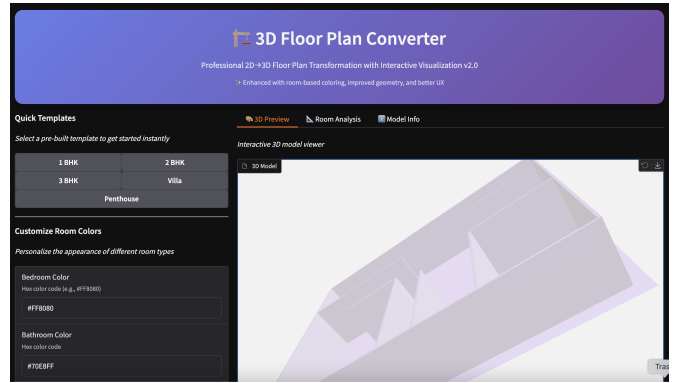 3D Floor Plan Converter
Professional 2D→3D Floor Plan Transformation with Interactive Visualization v2.0
✨ Enhanced with room-based coloring, improved geometry, and better UX
Quick Templates
Select a pre-built template to get started instantly
1 BHK
2 BHK
3 BHK
Villa
Penthouse
Customize Room Colors
Personalize the appearance of different room types
Bedroom Color
Hex color code (e.g., #FF8080)
#FF8080
Bathroom Color
Hex color code
#70E8FF
3D Preview
Room Analysis
Model Info
Interactive 3D model viewer
3D Model
Tras